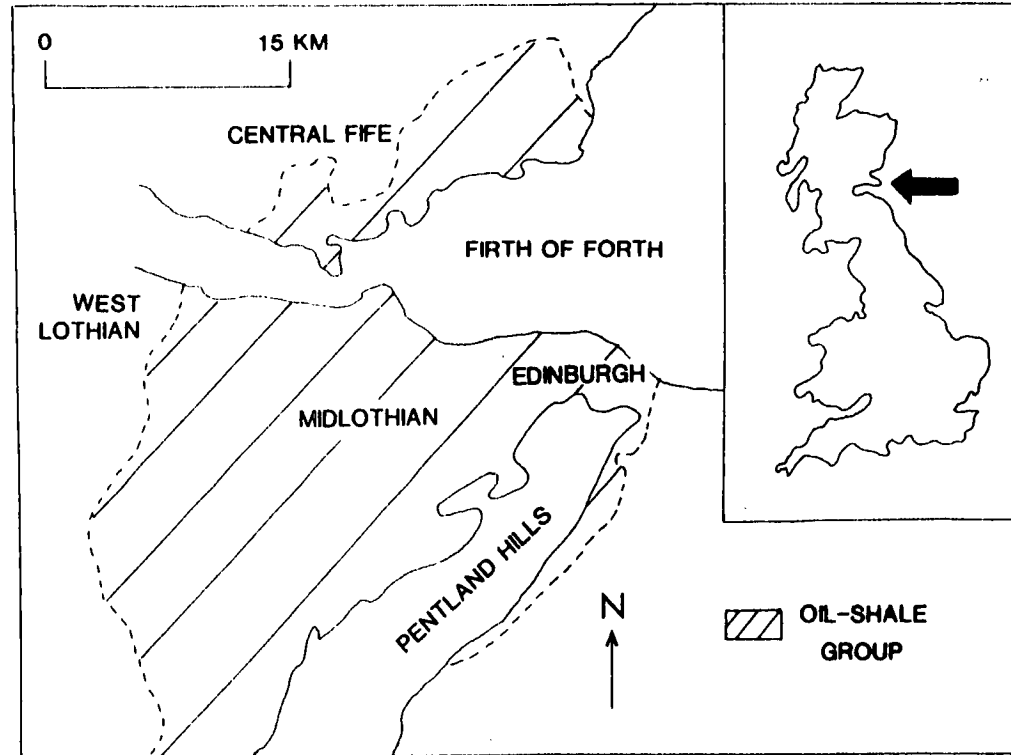 0 15 KM
CENTRAL FIFE
FIRTH OF FORTH
WEST
LOTHIAN
EDINBURGH
MIDLOTHIAN
PENTLAND HILLS
N
OIL-SHALE
GROUP